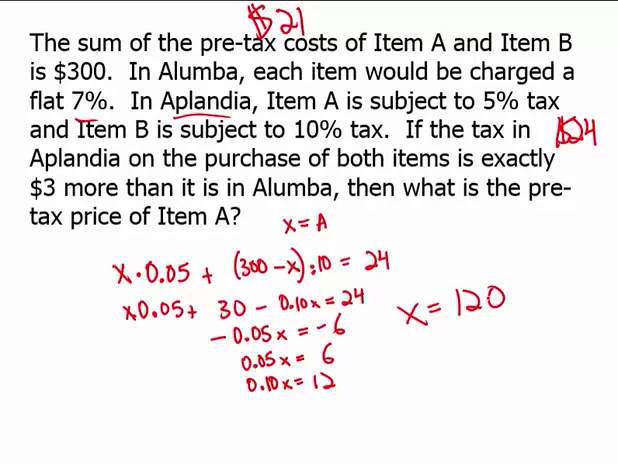 $21
The sum of the pre-tax costs of Item A and Item B
is $300. In Alumba, each item would be charged a
flat 7%. In Aplandia, Item A is subject to 5% tax
and Item B is subject to 10% tax. If the tax in
$24
Aplandia on the purchase of both items is exactly
$3 more than it is in Alumba, then what is the pre-
tax price of Item A?
x = A
x · 0.05 + (300 - x) .10 = 24
x0.05 + 30 - 0.10x = 24
- 0.05x = -6
0.05x = 6
0.10x = 12
x = 120